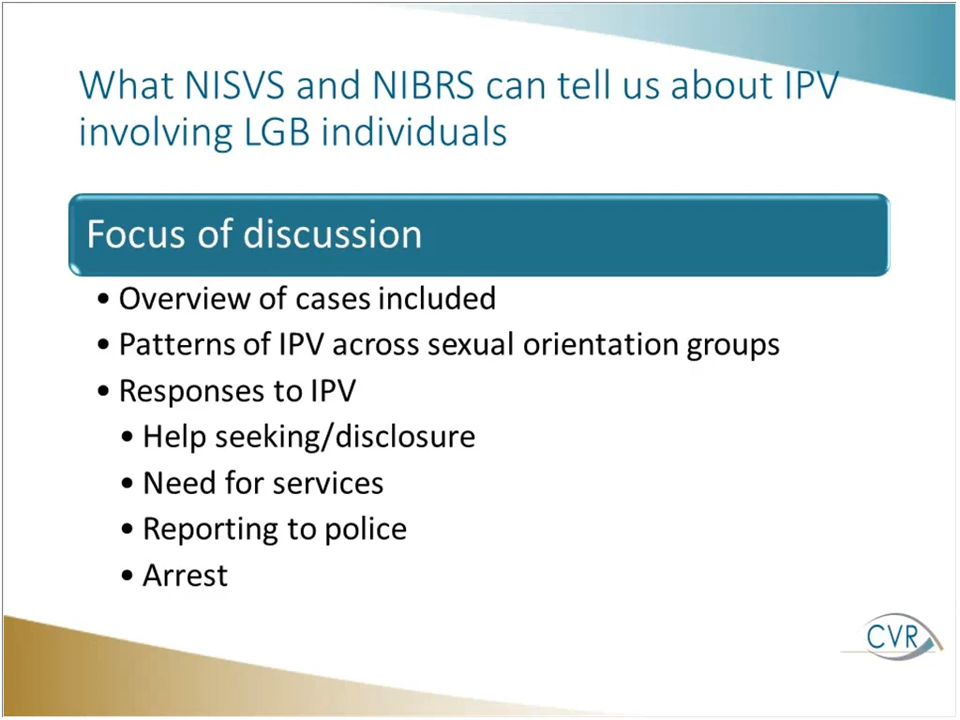 What NISVS and NIBRS can tell us about IPV
involving LGB individuals
Focus of discussion
• Overview of cases included
• Patterns of IPV across sexual orientation groups
• Responses to IPV
• Help seeking/disclosure
• Need for services
• Reporting to police
• Arrest
CVR